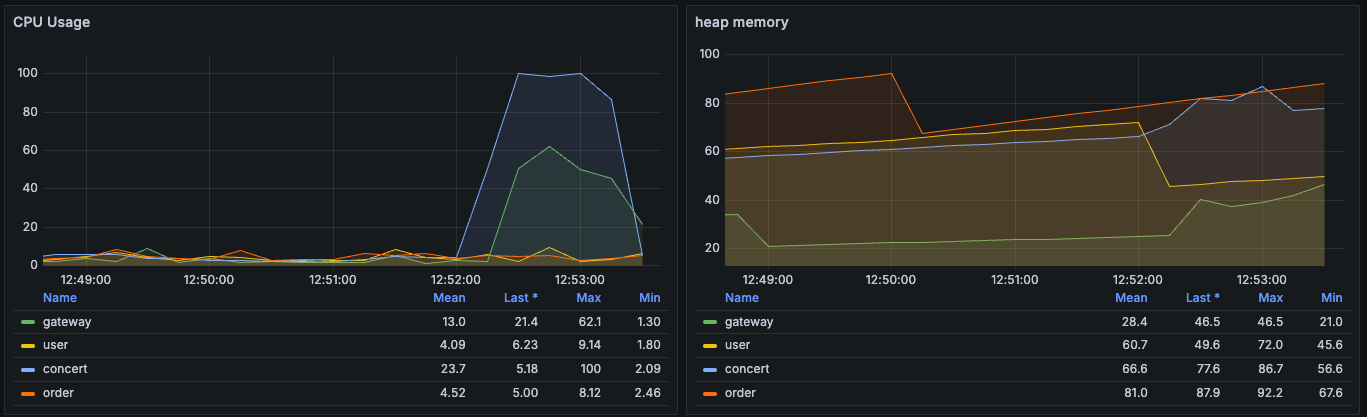 CPU Usage
100
80
60
40
20
0
12:49:00 12:50:00 12:51:00 12:52:00 12:53:00
Name Mean Last * Max Min
gateway 13.0 21.4 62.1 1.30
user 4.09 6.23 9.14 1.80
concert 23.7 5.18 100 2.09
order 4.52 5.00 8.12 2.46
heap memory
100
80
60
40
20
12:49:00 12:50:00 12:51:00 12:52:00 12:53:00
Name Mean Last * Max Min
gateway 28.4 46.5 46.5 21.0
user 60.7 49.6 72.0 45.6
concert 66.6 77.6 86.7 56.6
order 81.0 87.9 92.2 67.6